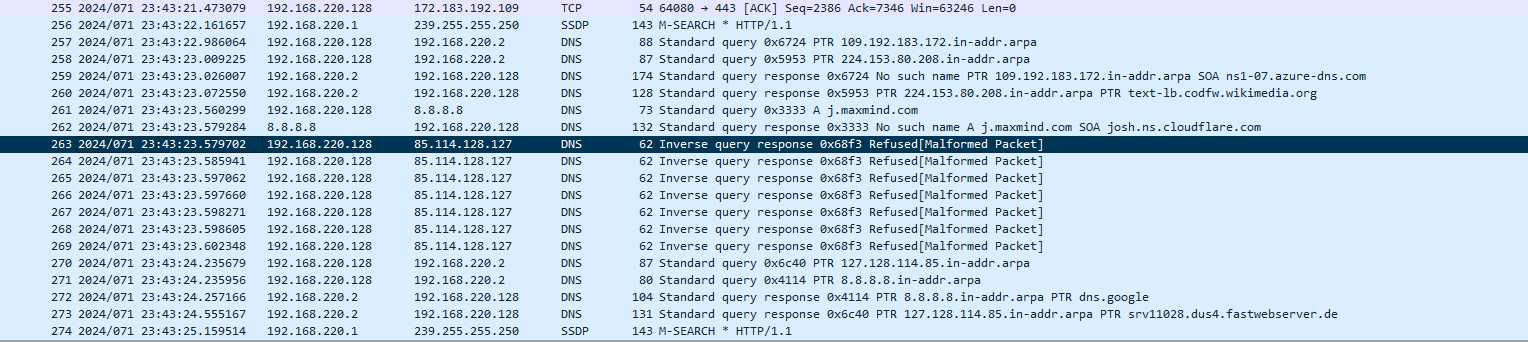 255 2024/071 23:43:21.473079 192.168.220.128 172.183.192.109 TCP 54 64080 → 443 [ACK] Seq=2386 Ack=7346 Win=63246 Len=0
256 2024/071 23:43:22.161657 192.168.220.1 239.255.255.250 SSDP 143 M-SEARCH * HTTP/1.1
257 2024/071 23:43:22.986064 192.168.220.128 192.168.220.2 DNS 88 Standard query 0x6724 PTR 109.192.183.172.in-addr.arpa
258 2024/071 23:43:23.009225 192.168.220.128 192.168.220.2 DNS 87 Standard query 0x5953 PTR 224.153.80.208.in-addr.arpa
259 2024/071 23:43:23.026007 192.168.220.2 192.168.220.128 DNS 174 Standard query response 0x6724 No such name PTR 109.192.183.172.in-addr.arpa SOA ns1-07.azure-dns.com
260 2024/071 23:43:23.072550 192.168.220.2 192.168.220.128 DNS 128 Standard query response 0x5953 PTR 224.153.80.208.in-addr.arpa PTR text-lb.codfw.wikimedia.org
261 2024/071 23:43:23.560299 192.168.220.128 8.8.8.8 DNS 73 Standard query 0x3333 A j.maxmind.com
262 2024/071 23:43:23.579284 8.8.8.8 192.168.220.128 DNS 132 Standard query response 0x3333 No such name A j.maxmind.com SOA josh.ns.cloudflare.com
263 2024/071 23:43:23.579702 192.168.220.128 85.114.128.127 DNS 62 Inverse query response 0x68f3 Refused[Malformed Packet]
264 2024/071 23:43:23.585941 192.168.220.128 85.114.128.127 DNS 62 Inverse query response 0x68f3 Refused[Malformed Packet]
265 2024/071 23:43:23.597062 192.168.220.128 85.114.128.127 DNS 62 Inverse query response 0x68f3 Refused[Malformed Packet]
266 2024/071 23:43:23.597660 192.168.220.128 85.114.128.127 DNS 62 Inverse query response 0x68f3 Refused[Malformed Packet]
267 2024/071 23:43:23.598271 192.168.220.128 85.114.128.127 DNS 62 Inverse query response 0x68f3 Refused[Malformed Packet]
268 2024/071 23:43:23.598605 192.168.220.128 85.114.128.127 DNS 62 Inverse query response 0x68f3 Refused[Malformed Packet]
269 2024/071 23:43:23.602348 192.168.220.128 85.114.128.127 DNS 62 Inverse query response 0x68f3 Refused[Malformed Packet]
270 2024/071 23:43:24.235679 192.168.220.128 192.168.220.2 DNS 87 Standard query 0x6c40 PTR 127.128.114.85.in-addr.arpa
271 2024/071 23:43:24.235956 192.168.220.128 192.168.220.2 DNS 80 Standard query 0x4114 PTR 8.8.8.8.in-addr.arpa
272 2024/071 23:43:24.257166 192.168.220.2 192.168.220.128 DNS 104 Standard query response 0x4114 PTR 8.8.8.8.in-addr.arpa PTR dns.google
273 2024/071 23:43:24.555167 192.168.220.2 192.168.220.128 DNS 131 Standard query response 0x6c40 PTR 127.128.114.85.in-addr.arpa PTR srv11028.dus4.fastwebserver.de
274 2024/071 23:43:25.159514 192.168.220.1 239.255.255.250 SSDP 143 M-SEARCH * HTTP/1.1